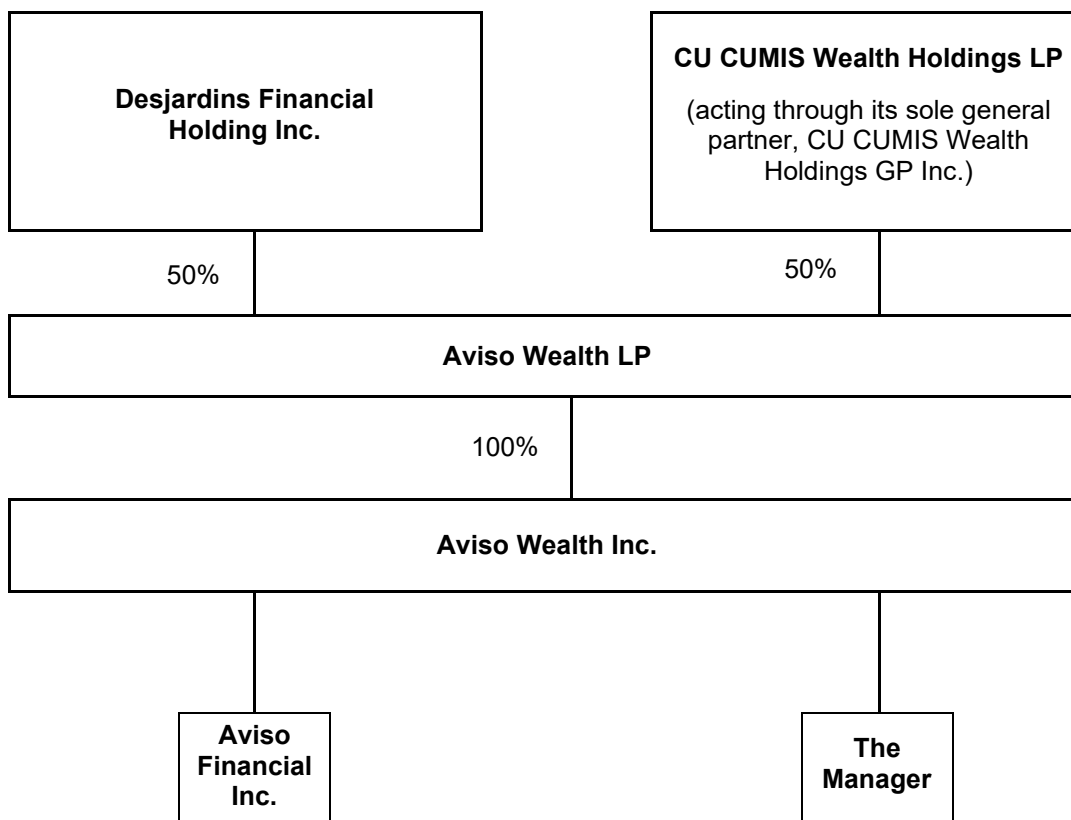 Desjardins Financial
Holding Inc.
CU CUMIS Wealth Holdings LP
(acting through its sole general
partner, CU CUMIS Wealth
Holdings GP Inc.)
50%
50%
Aviso Wealth LP
100%
Aviso Wealth Inc.
Aviso
Financial
Inc.
The
Manager